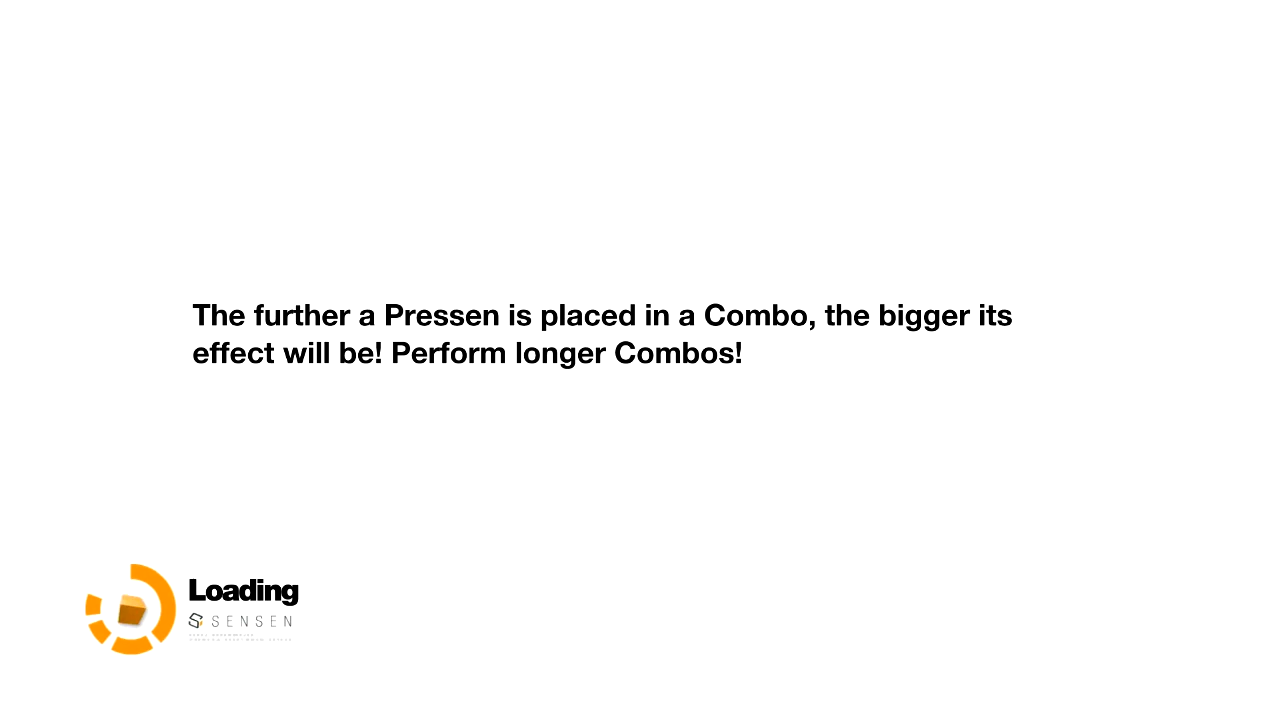 The further a Pressen is placed in a Combo, the bigger its
effect will be! Perform longer Combos!
Loading
SENSEN